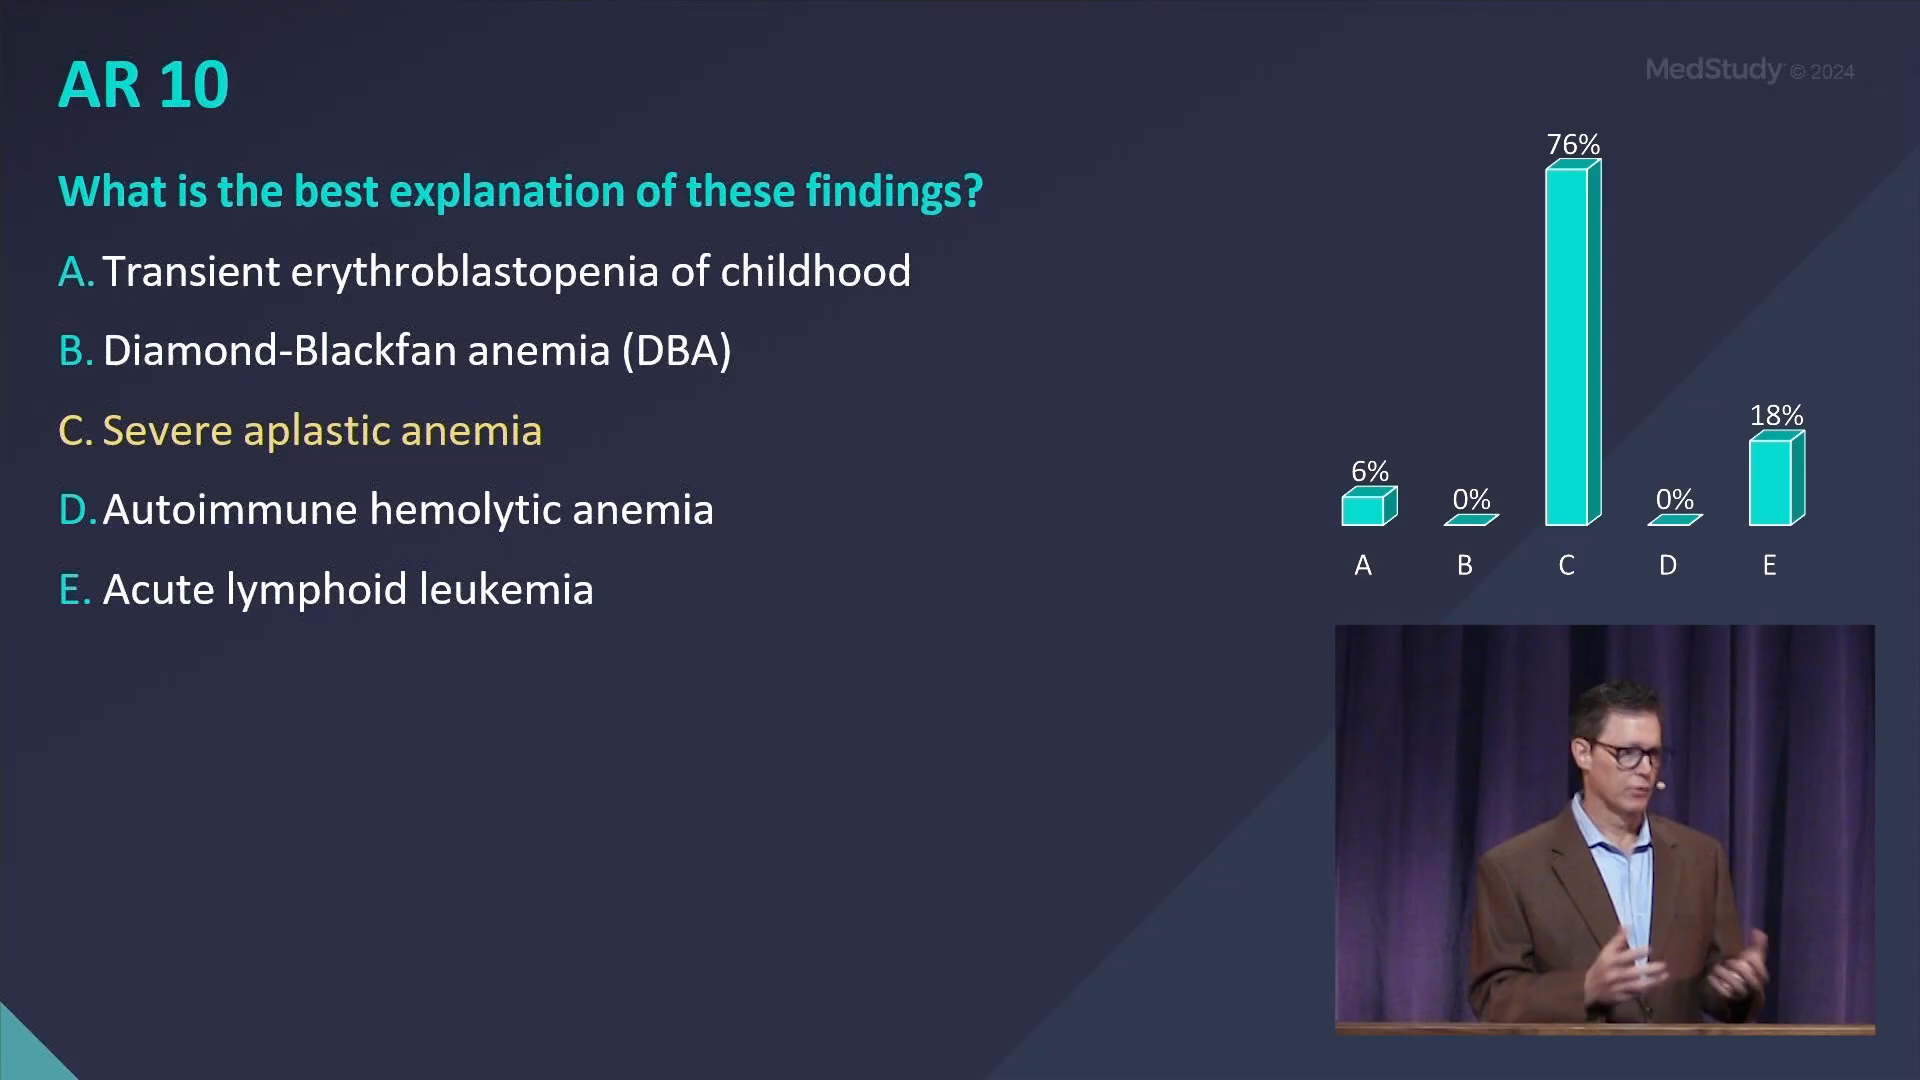 AR 10
MedStudy © 2024
What is the best explanation of these findings?
A. Transient erythroblastopenia of childhood
B. Diamond-Blackfan anemia (DBA)
C. Severe aplastic anemia
D. Autoimmune hemolytic anemia
E. Acute lymphoid leukemia
76%
18%
6%
0%
0%
A B C D E